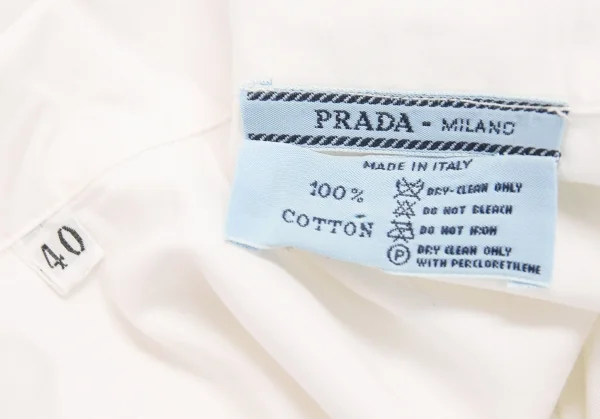 PRADA - MILANO
MADE IN ITALY
100%
COTTON
DRY-CLEAN ONLY
DO NOT BLEACH
DO NOT IRON
P
DRY CLEAN ONLY
WITH PERCLORETILENE
40